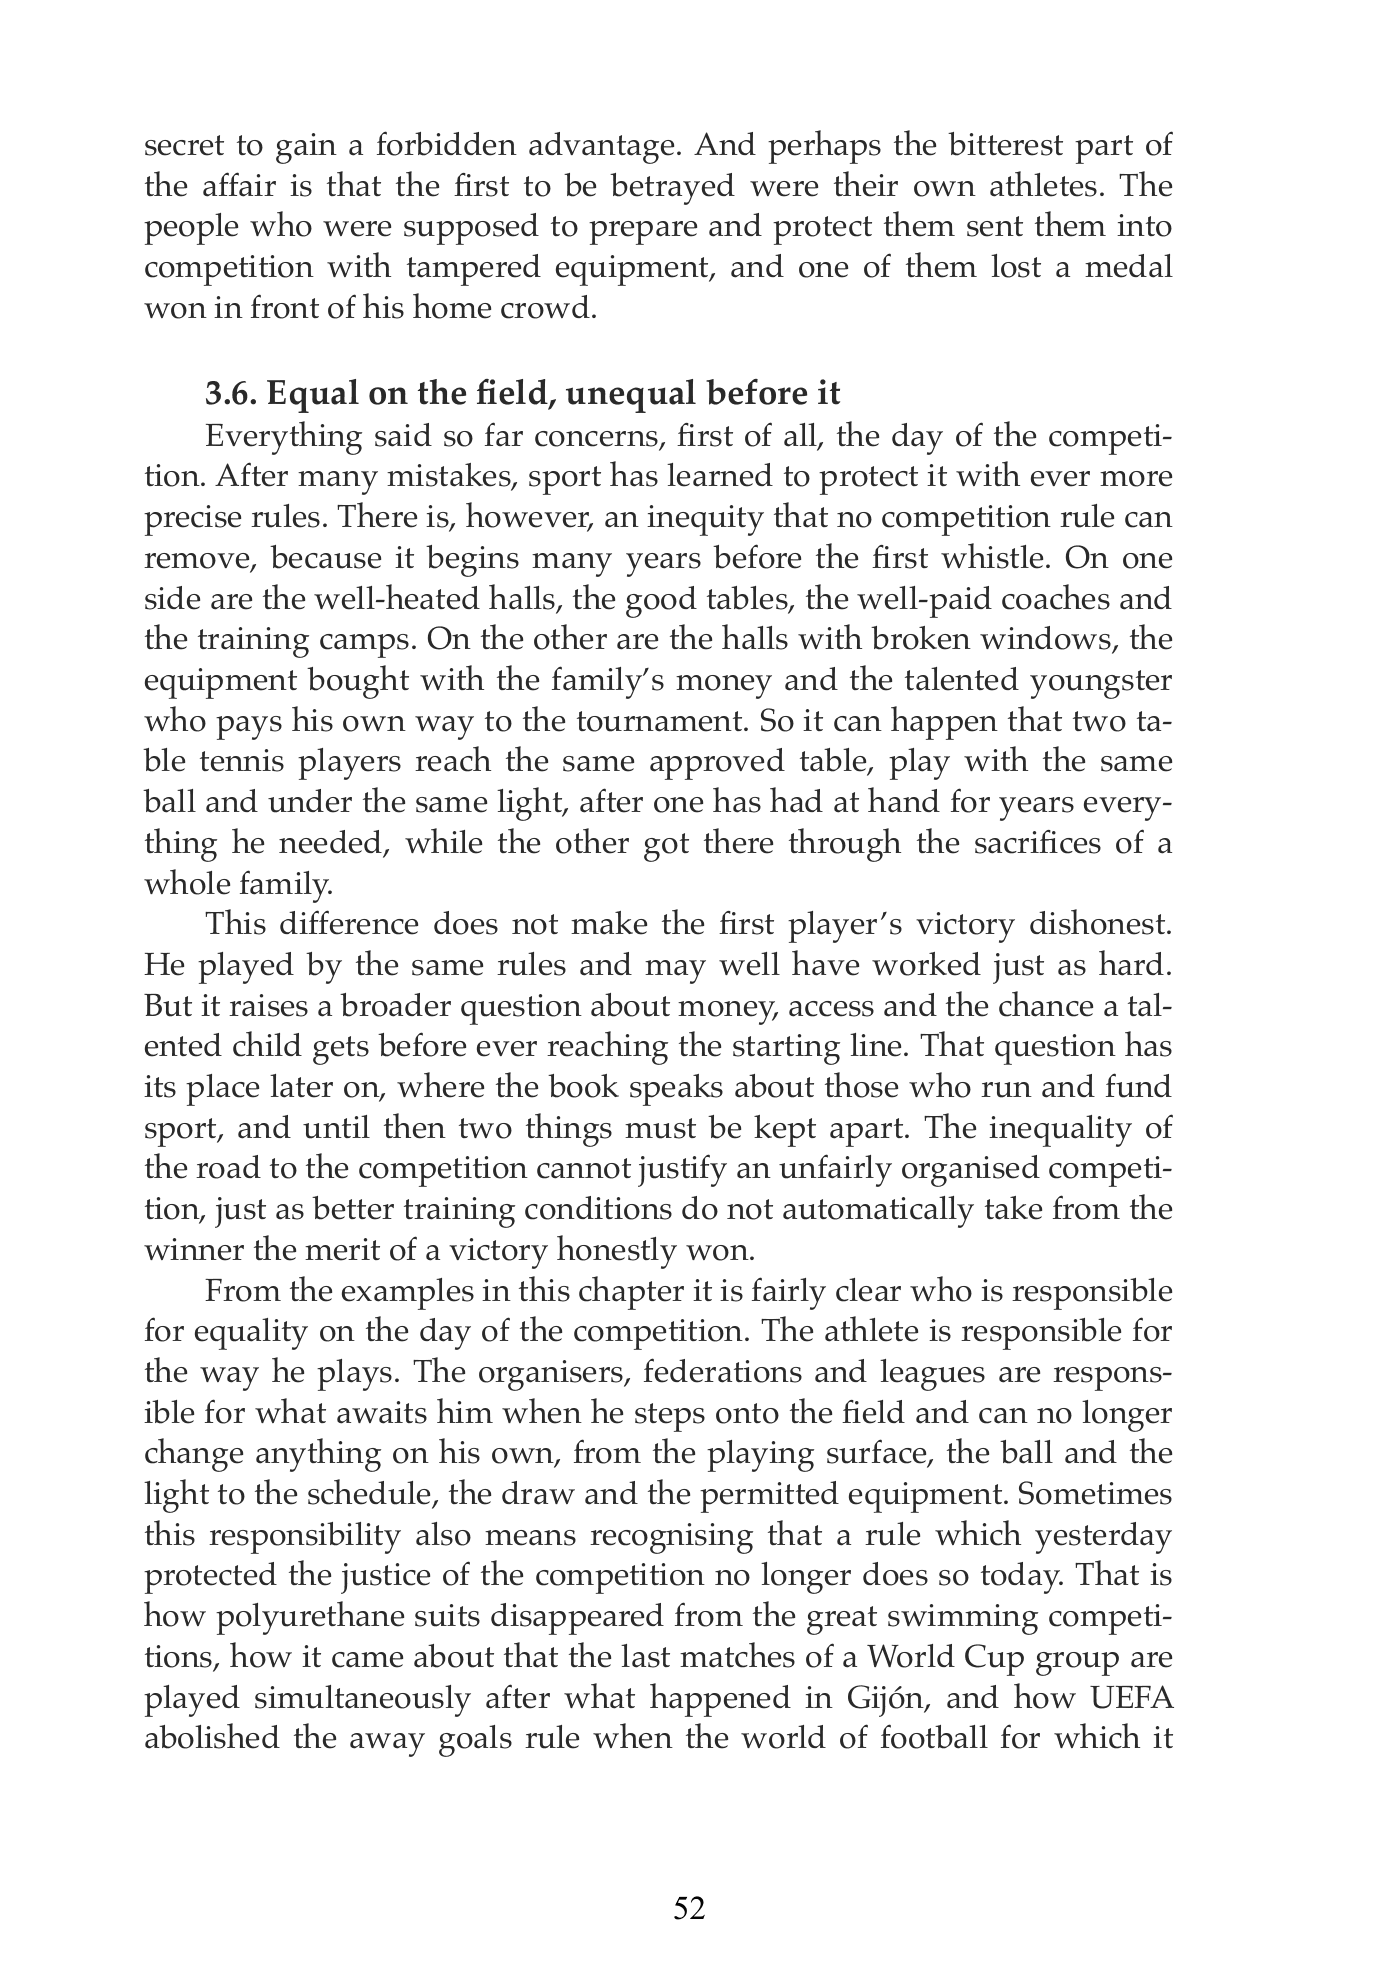 secret to gain a forbidden advantage. And perhaps the bitterest part of
the affair is that the first to be betrayed were their own athletes. The
people who were supposed to prepare and protect them sent them into
competition with tampered equipment, and one of them lost a medal
won in front of his home crowd.
3.6. Equal on the field, unequal before it
Everything said so far concerns, first of all, the day of the competi-
tion. After many mistakes, sport has learned to protect it with ever more
precise rules. There is, however, an inequity that no competition rule can
remove, because it begins many years before the first whistle. On one
side are the well-heated halls, the good tables, the well-paid coaches and
the training camps. On the other are the halls with broken windows, the
equipment bought with the family’s money and the talented youngster
who pays his own way to the tournament. So it can happen that two ta-
ble tennis players reach the same approved table, play with the same
ball and under the same light, after one has had at hand for years every-
thing he needed, while the other got there through the sacrifices of a
whole family.
This difference does not make the first player’s victory dishonest.
He played by the same rules and may well have worked just as hard.
But it raises a broader question about money, access and the chance a tal-
ented child gets before ever reaching the starting line. That question has
its place later on, where the book speaks about those who run and fund
sport, and until then two things must be kept apart. The inequality of
the road to the competition cannot justify an unfairly organised competi-
tion, just as better training conditions do not automatically take from the
winner the merit of a victory honestly won.
From the examples in this chapter it is fairly clear who is responsible
for equality on the day of the competition. The athlete is responsible for
the way he plays. The organisers, federations and leagues are respons-
ible for what awaits him when he steps onto the field and can no longer
change anything on his own, from the playing surface, the ball and the
light to the schedule, the draw and the permitted equipment. Sometimes
this responsibility also means recognising that a rule which yesterday
protected the justice of the competition no longer does so today. That is
how polyurethane suits disappeared from the great swimming competi-
tions, how it came about that the last matches of a World Cup group are
played simultaneously after what happened in Gijón, and how UEFA
abolished the away goals rule when the world of football for which it
52